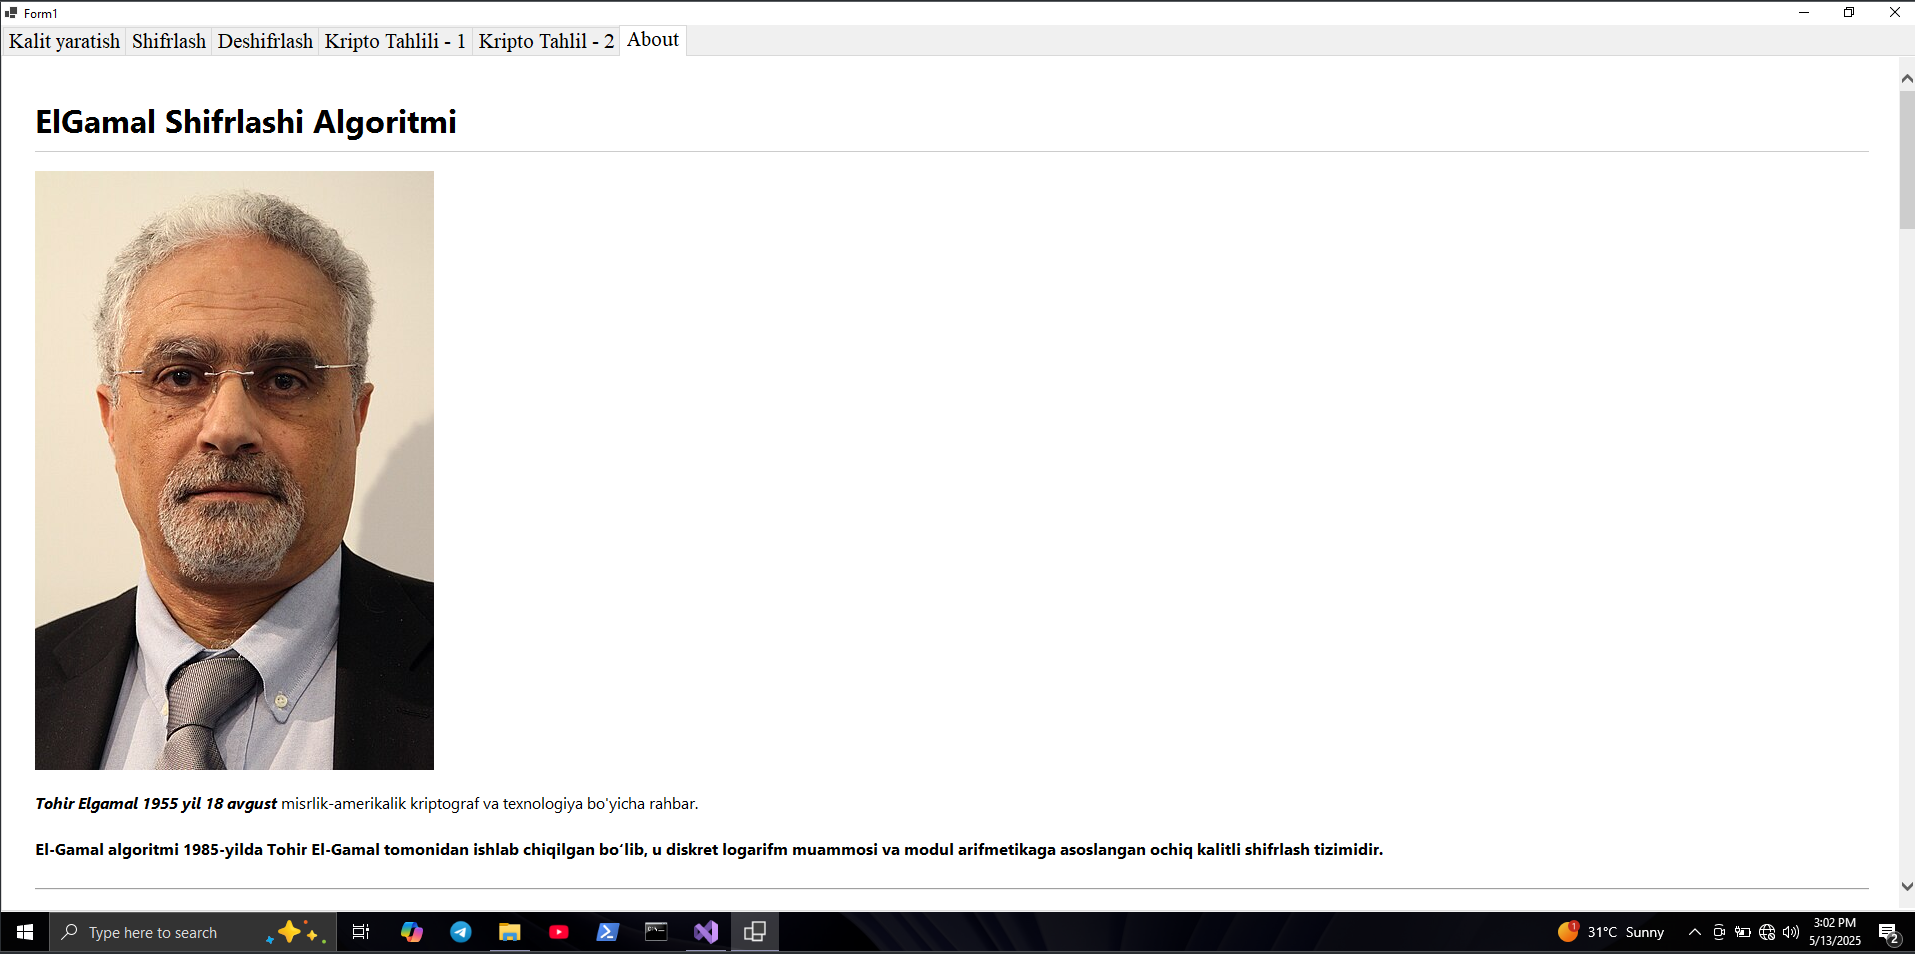 Form1
Kalit yaratish Shifrlash Deshifrlash Kripto Tahlili - 1 Kripto Tahlil - 2 About
ElGamal Shifrlashi Algoritmi
Tohir Elgamal 1955 yil 18 avgust misrlik-amerikalik kriptograf va texnologiya bo'yicha rahbar.
El-Gamal algoritmi 1985-yilda Tohir El-Gamal tomonidan ishlab chiqilgan bo‘lib, u diskret logarifm muammosi va modul arifmetikaga asoslangan ochiq kalitli shifrlash tizimidir.
Type here to search
1
31°C Sunny
3:02 PM
5/13/2025
2